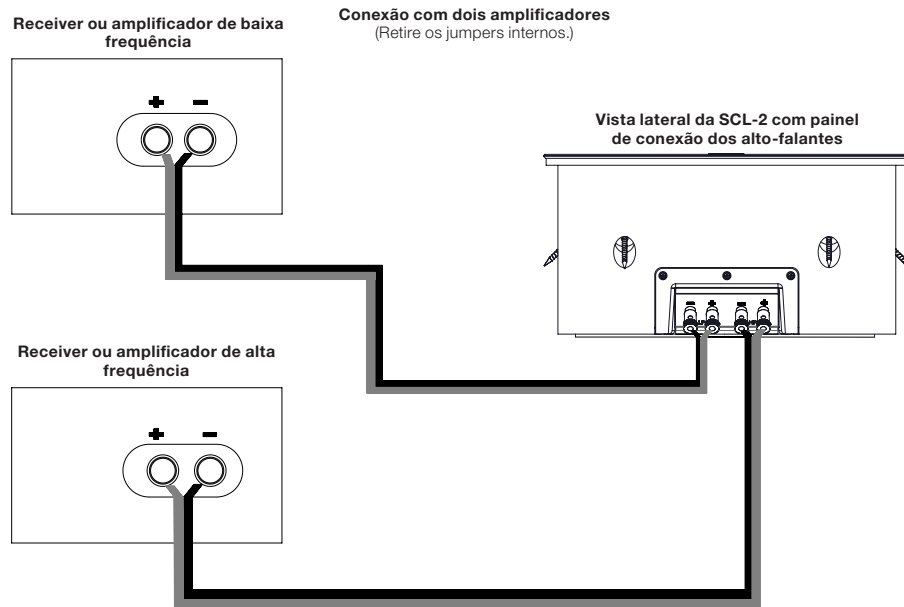 Receiver ou amplificador de baixa
frequência
Conexão com dois amplificadores
(Retire os jumpers internos.)
+ −
Vista lateral da SCL-2 com painel
de conexão dos alto-falantes
− + − +
Receiver ou amplificador de alta
frequência
+ −